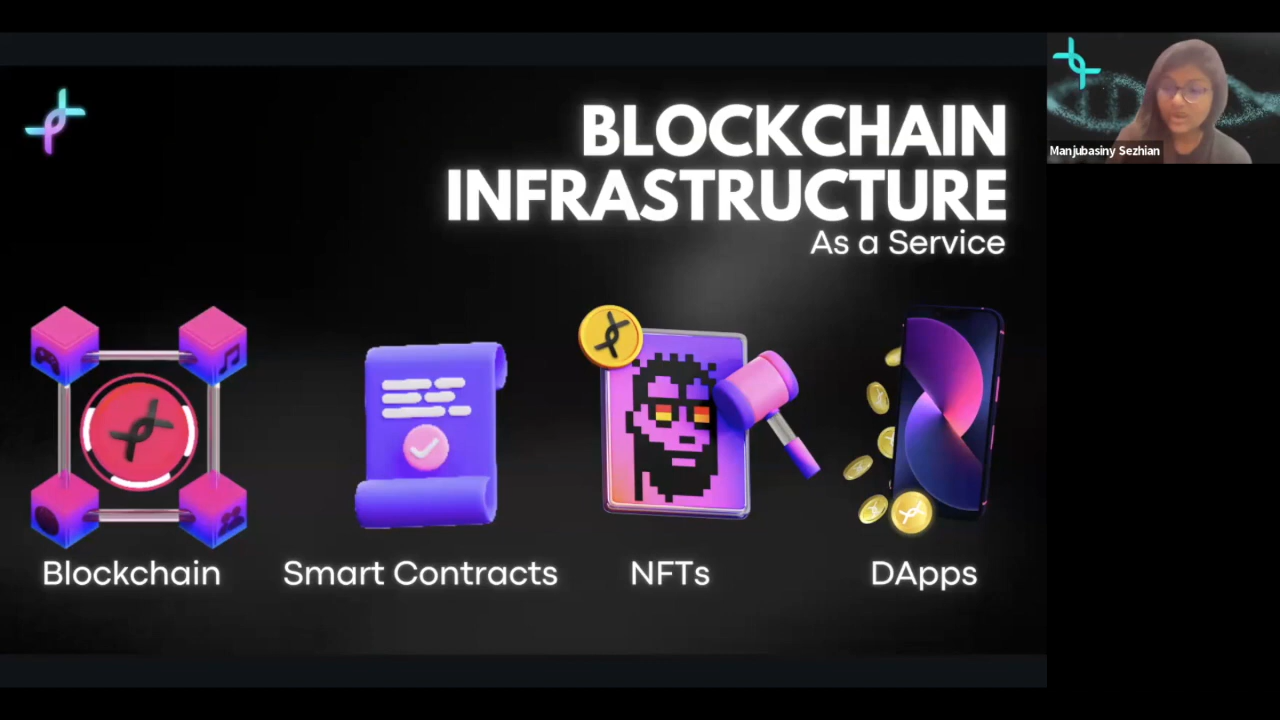 BLOCKCHAIN
INFRASTRUCTURE
As a Service
Manjubasiny Sezhian
Blockchain
Smart Contracts
NFTs
DApps